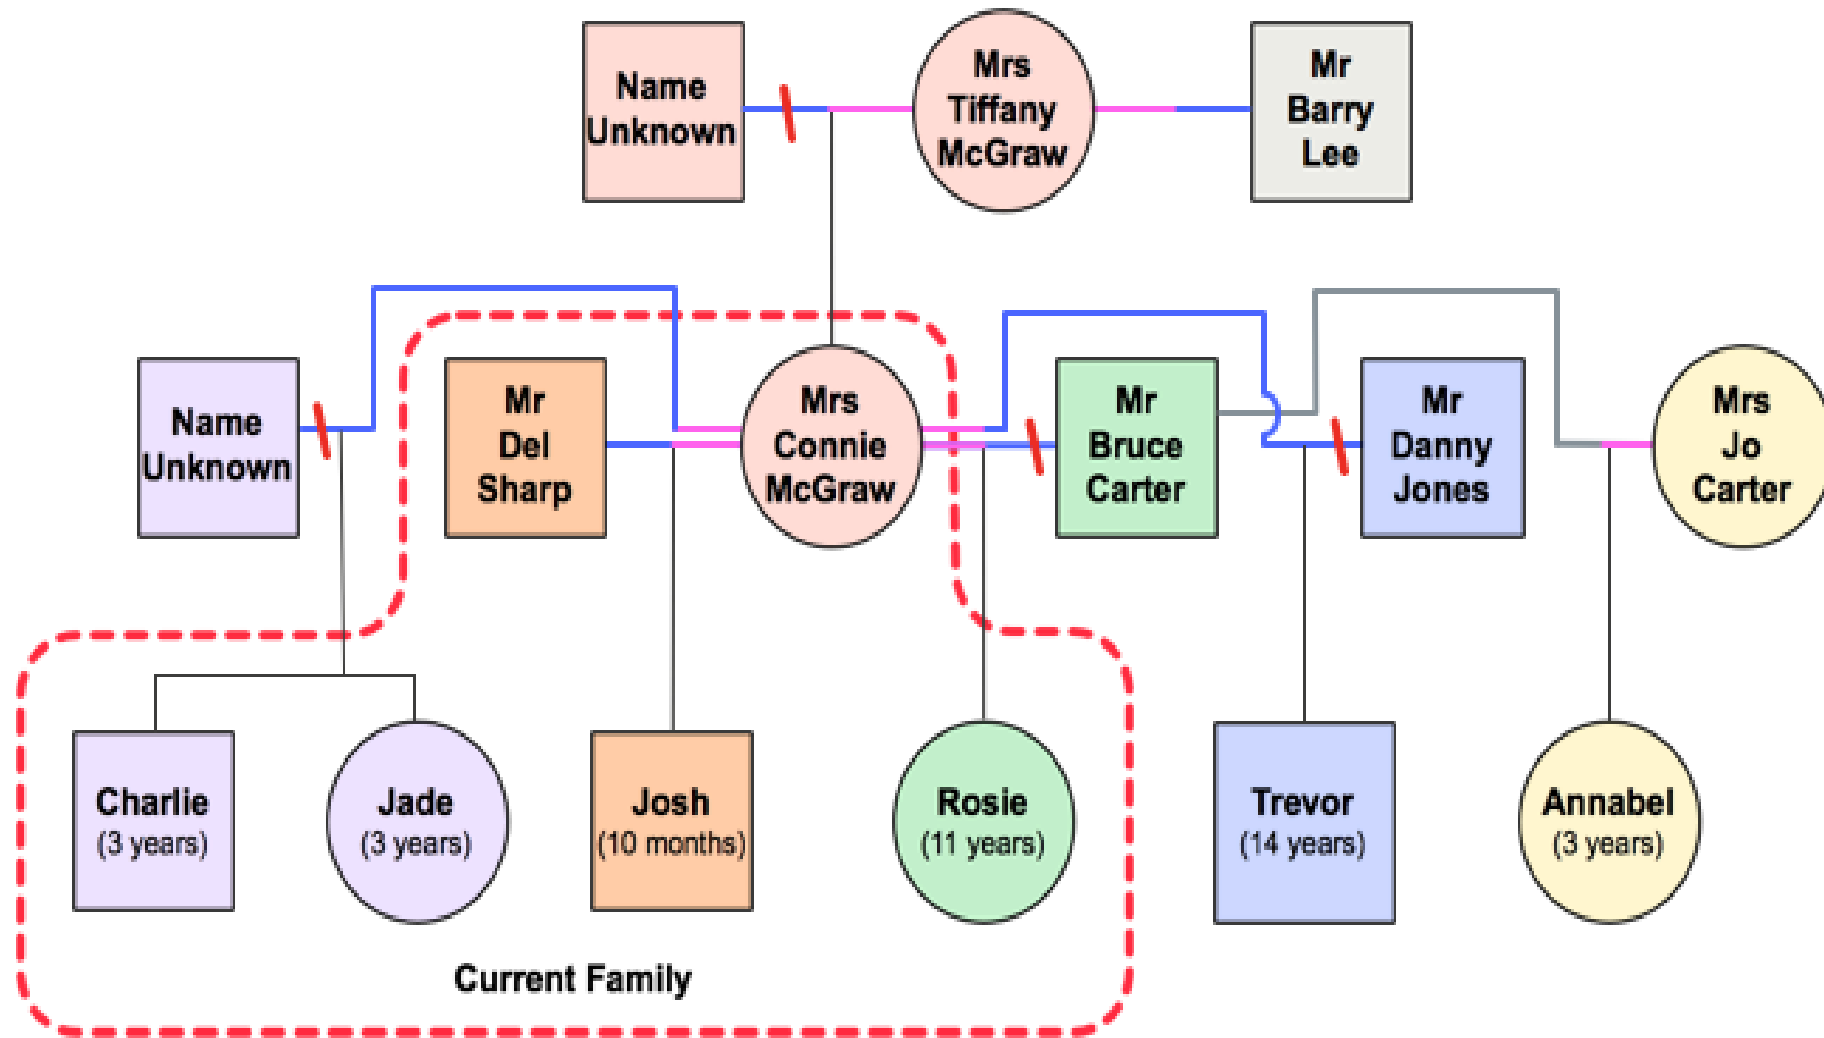 Name
Unknown
Mrs
Tiffany
McGraw
Mr
Barry
Lee
Name
Unknown
Mr
Del
Sharp
Mrs
Connie
McGraw
Mr
Bruce
Carter
Mr
Danny
Jones
Mrs
Jo
Carter
Charlie
(3 years)
Jade
(3 years)
Josh
(10 months)
Rosie
(11 years)
Trevor
(14 years)
Annabel
(3 years)
Current Family